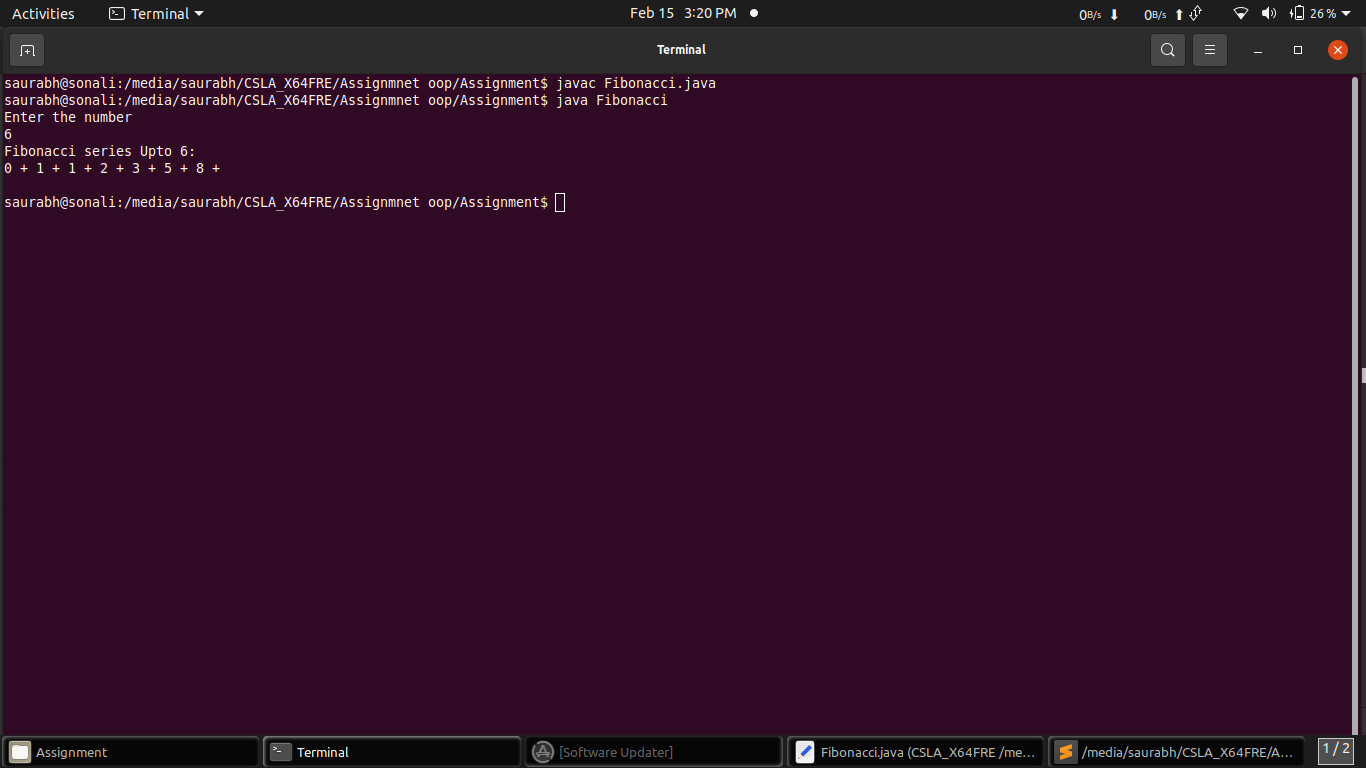 Activities Terminal Feb 15 3:20 PM 0B/s 0B/s 26 %
Terminal
saurabh@sonali:/media/saurabh/CSLA_X64FRE/Assignmnet oop/Assignment$ javac Fibonacci.java
saurabh@sonali:/media/saurabh/CSLA_X64FRE/Assignmnet oop/Assignment$ java Fibonacci
Enter the number
6
Fibonacci series Upto 6:
0 + 1 + 1 + 2 + 3 + 5 + 8 +
saurabh@sonali:/media/saurabh/CSLA_X64FRE/Assignmnet oop/Assignment$
Assignment Terminal [Software Updater] Fibonacci.java (CSLA_X64FRE /me... /media/saurabh/CSLA_X64FRE/A... 1 / 2